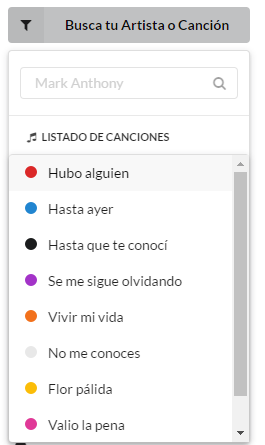 Busca tu Artista o Canción
Mark Anthony
LISTADO DE CANCIONES
Hubo alguien
Hasta ayer
Hasta que te conocí
Se me sigue olvidando
Vivir mi vida
No me conoces
Flor pálida
Valio la pena